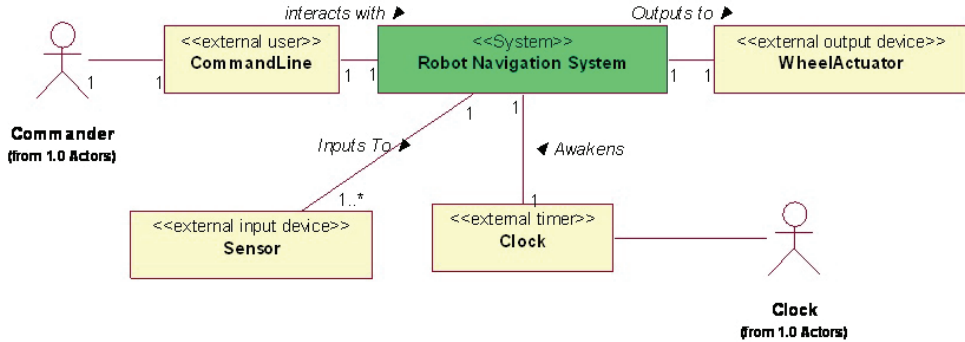 interacts with
Outputs to
<<external user>>
CommandLine
<<System>>
Robot Navigation System
<<external output device>>
WheelActuator
1
1
1
1
1
1
Commander
(from 1.0 Actors)
1
1
Inputs To
Awakens
1..*
1
<<external input device>>
Sensor
<<external timer>>
Clock
Clock
(from 1.0 Actors)